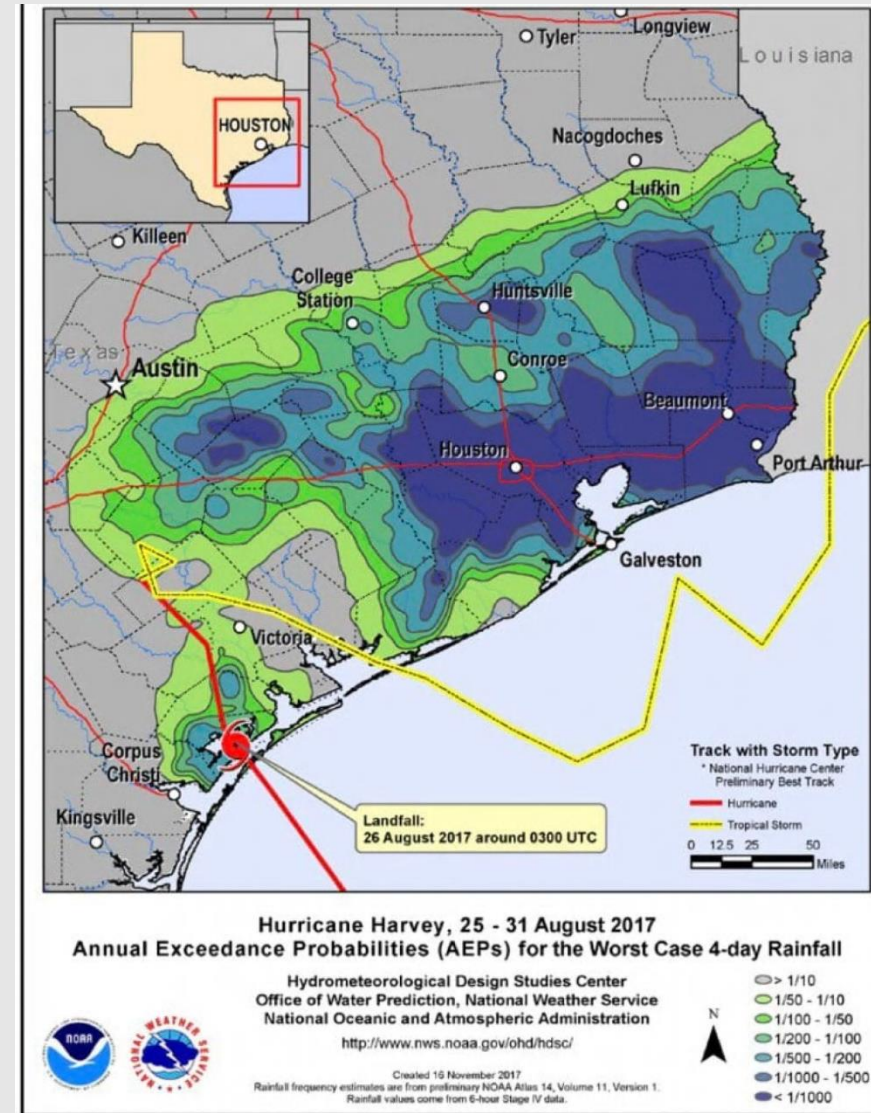 Tyler
Longview
Louisiana
HOUSTON
Nacogdoches
Lufkin
Killeen
College
Station
Huntsville
Conroe
Texas
Austin
Beaumont
Houston
Port Arthur
Galveston
Victoria
Corpus
Christi
Kingsville
Landfall:
26 August 2017 around 0300 UTC
Track with Storm Type
* National Hurricane Center
Preliminary Best Track
Hurricane
Tropical Storm
0 12.5 25 50
Miles
Hurricane Harvey, 25 - 31 August 2017
Annual Exceedance Probabilities (AEPs) for the Worst Case 4-day Rainfall
Hydrometeorological Design Studies Center
Office of Water Prediction, National Weather Service
National Oceanic and Atmospheric Administration
http://www.nws.noaa.gov/ohd/hdsc/
Created 16 November 2017
Rainfall frequency estimates are from preliminary NOAA Atlas 14, Volume 11, Version 1.
Rainfall values come from 6-hour Stage IV data.
NOAA
NATIONAL WEATHER SERVICE
N
> 1/10
1/50 - 1/10
1/100 - 1/50
1/200 - 1/100
1/500 - 1/200
1/1000 - 1/500
< 1/1000